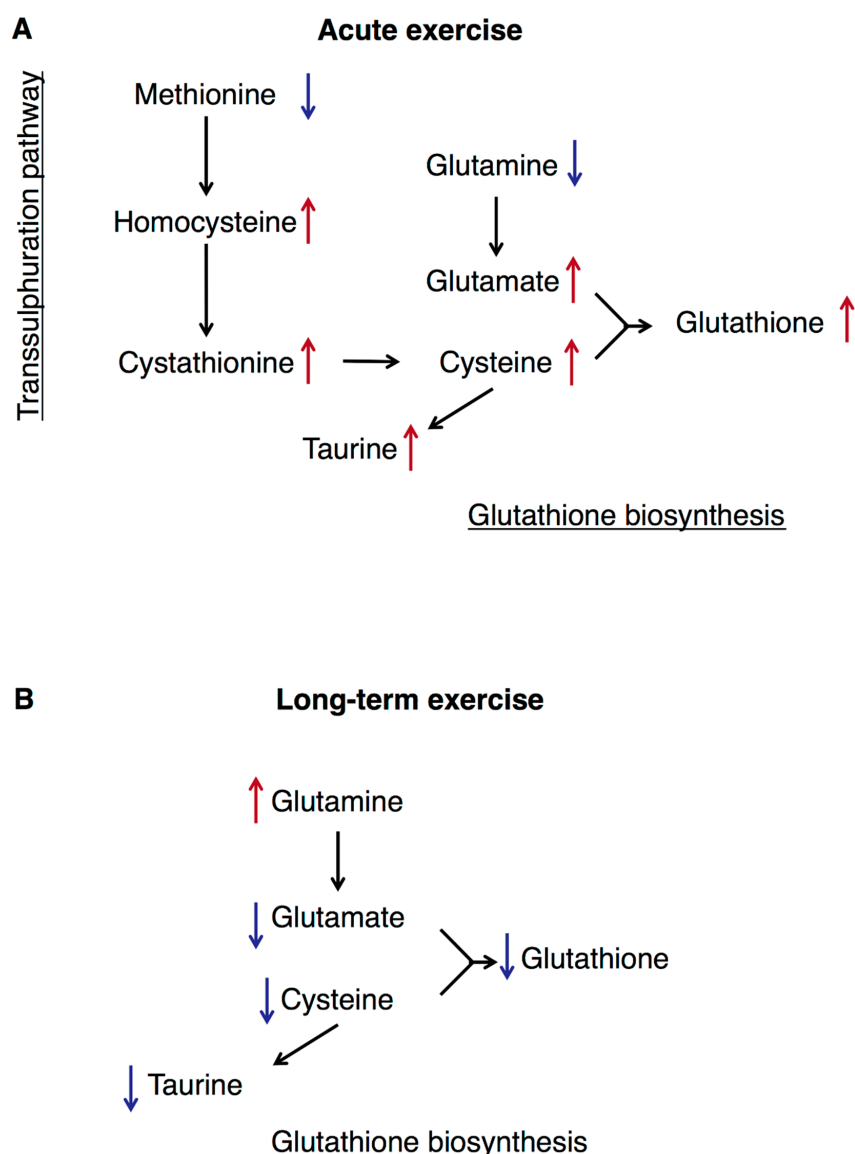 A
Acute exercise
Transsulphuration pathway
Methionine
Glutamine
Homocysteine
Glutamate
Glutathione
Cystathionine
Cysteine
Taurine
Glutathione biosynthesis
B
Long-term exercise
Glutamine
Glutamate
Glutathione
Cysteine
Taurine
Glutathione biosynthesis